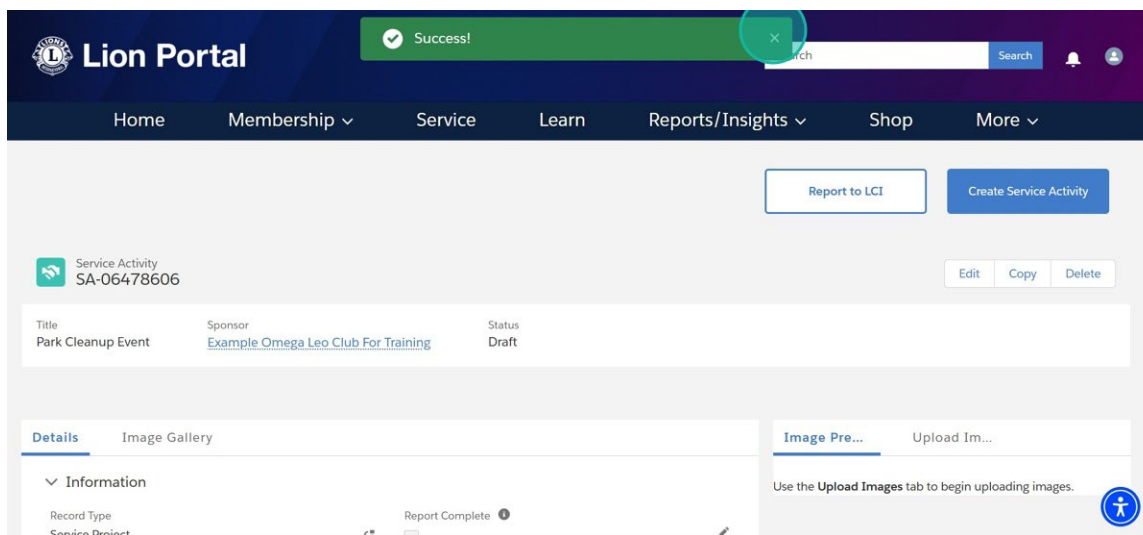 Success!
Lion Portal
Search
Home Membership Service Learn Reports/Insights Shop More
Report to LCI Create Service Activity
Service Activity
SA-06478606
Edit Copy Delete
Title Sponsor Status
Park Cleanup Event Example Omega Leo Club For Training Draft
Details Image Gallery
Image Pre... Upload Im...
Information
Use the Upload Images tab to begin uploading images.
Record Type Report Complete
Service Project